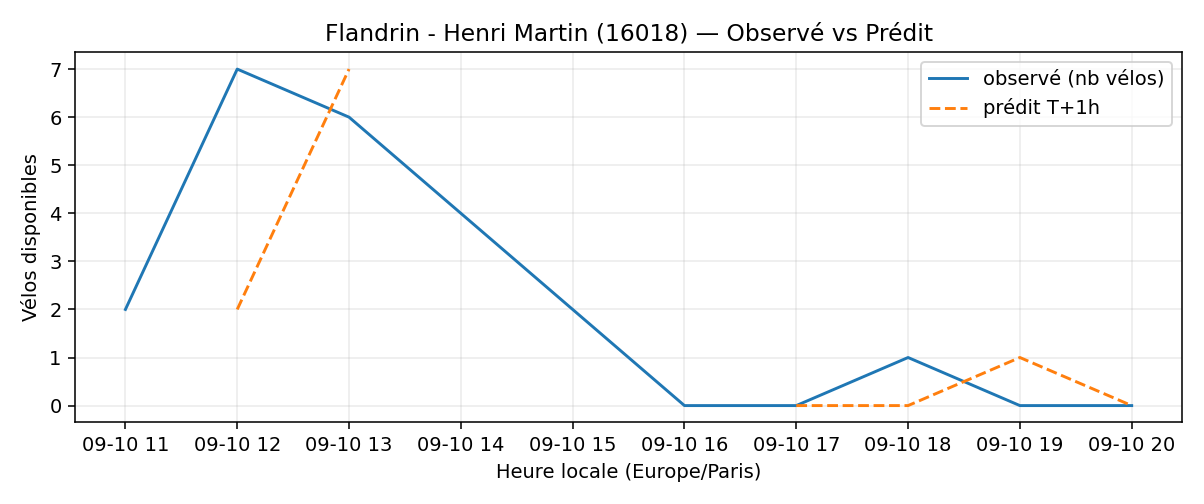 Flandrin - Henri Martin (16018) — Observé vs Prédit
observé (nb vélos)
prédit T+1h
Vélos disponibles
7
6
5
4
3
2
1
0
09-10 11 09-10 12 09-10 13 09-10 14 09-10 15 09-10 16 09-10 17 09-10 18 09-10 19 09-10 20
Heure locale (Europe/Paris)